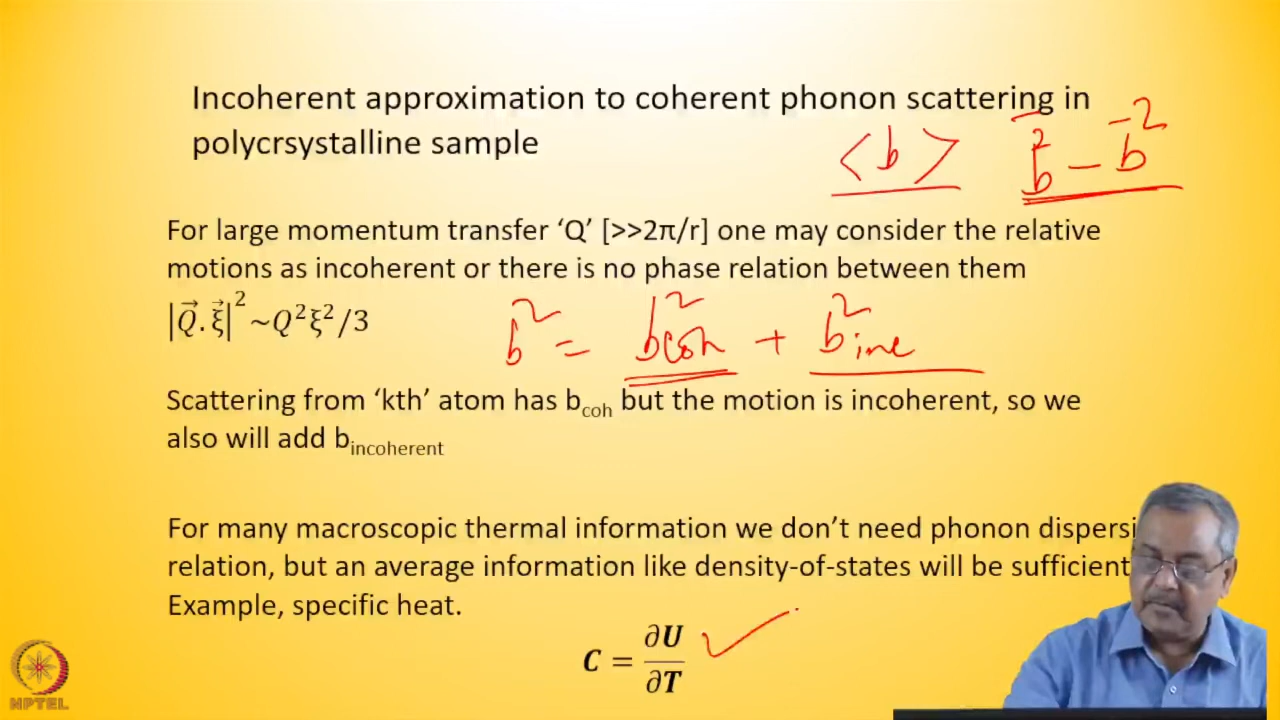 Incoherent approximation to coherent phonon scattering in
polycrsystalline sample
<b> b̅² − b̅²
For large momentum transfer ‘Q’ [>>2π/r] one may consider the relative
motions as incoherent or there is no phase relation between them
|Q⃗.ξ⃗|² ~Q²ξ²/3
b² = b²coh + b²inc
Scattering from ‘kth’ atom has bcoh but the motion is incoherent, so we
also will add bincoherent
For many macroscopic thermal information we don’t need phonon dispersi
relation, but an average information like density-of-states will be sufficient
Example, specific heat.
C = ∂U/∂T
NPTEL